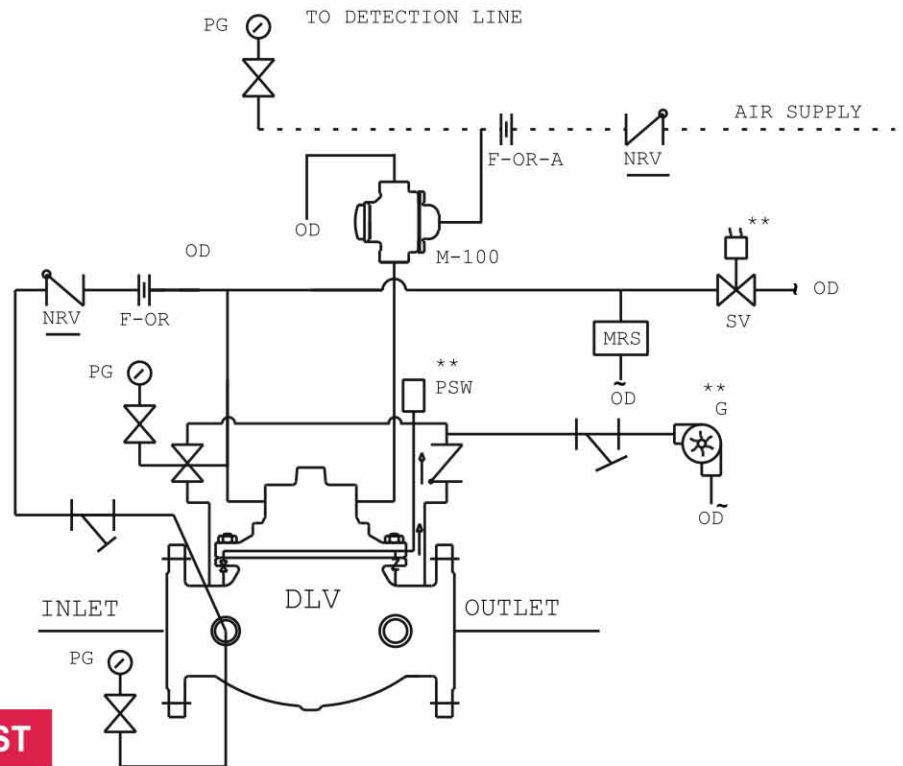 PG
TO DETECTION LINE
AIR SUPPLY
F-OR-A
NRV
OD
M-100
OD
**
OD
SV
NRV
F-OR
MRS
OD
PG
**
PSW
**
G
OD
INLET
DLV
OUTLET
PG
ST